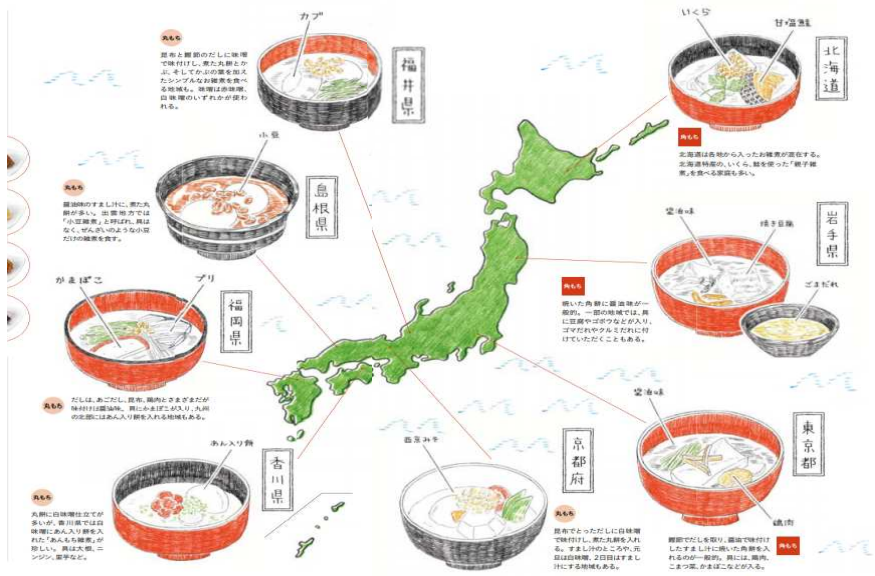 カブ
丸もち
昆布と鰹節のだしに味噌
で味付けし、煮た丸餅とか
ぶ、そしてかぶの葉を加え
たシンプルなお雑煮を食べ
る地域も。味噌は赤味噌、
白味噌のいずれかが使わ
れる。
福井県
いくら
甘塩鮭
北海道
角もち
北海道は各地から入ったお雑煮が混在する。
北海道特産の、いくら、鮭を使った「親子雑
煮」を食べる家庭も多い。
小豆
丸もち
醤油味のすまし汁に、煮た丸
餅が多い。出雲地方では
「小豆雑煮」と呼ばれ、具は
なく、ぜんざいのような小豆
だけの雑煮を食す。
島根県
醤油味
焼き豆腐
ごまだれ
岩手県
角もち
焼いた角餅に醤油味が一
般的。一部の地域では、具
に豆腐やゴボウなどが入り、
ゴマだれやクルミだれに付
けていただくこともある。
かまぼこ
ブリ
福岡県
丸もち
だしは、あごだし、昆布、鶏肉とさまざまだが
味付けは醤油味。具にかまぼこが入り、九州
の北部にはあん入り餅を入れる地域もある。
あん入り餅
香川県
丸もち
丸餅に白味噌仕立てが
多いが、香川県では白
味噌にあん入り餅を入
れた「あんもち雑煮」が
珍しい。具は大根、ニ
ンジン、里芋など。
西京みそ
京都府
丸もち
昆布でとっただしに白味噌
で味付けし、煮た丸餅を入れ
る。すまし汁のところや、元
旦は白味噌、2日目はすまし
汁にする地域もある。
醤油味
鶏肉
東京都
鰹節でだしを取り、醤油で味付け
したすまし汁に焼いた角餅を入
れるのが一般的。具には、鶏肉、
こまつ菜、かまぼこなどが入る。
角もち